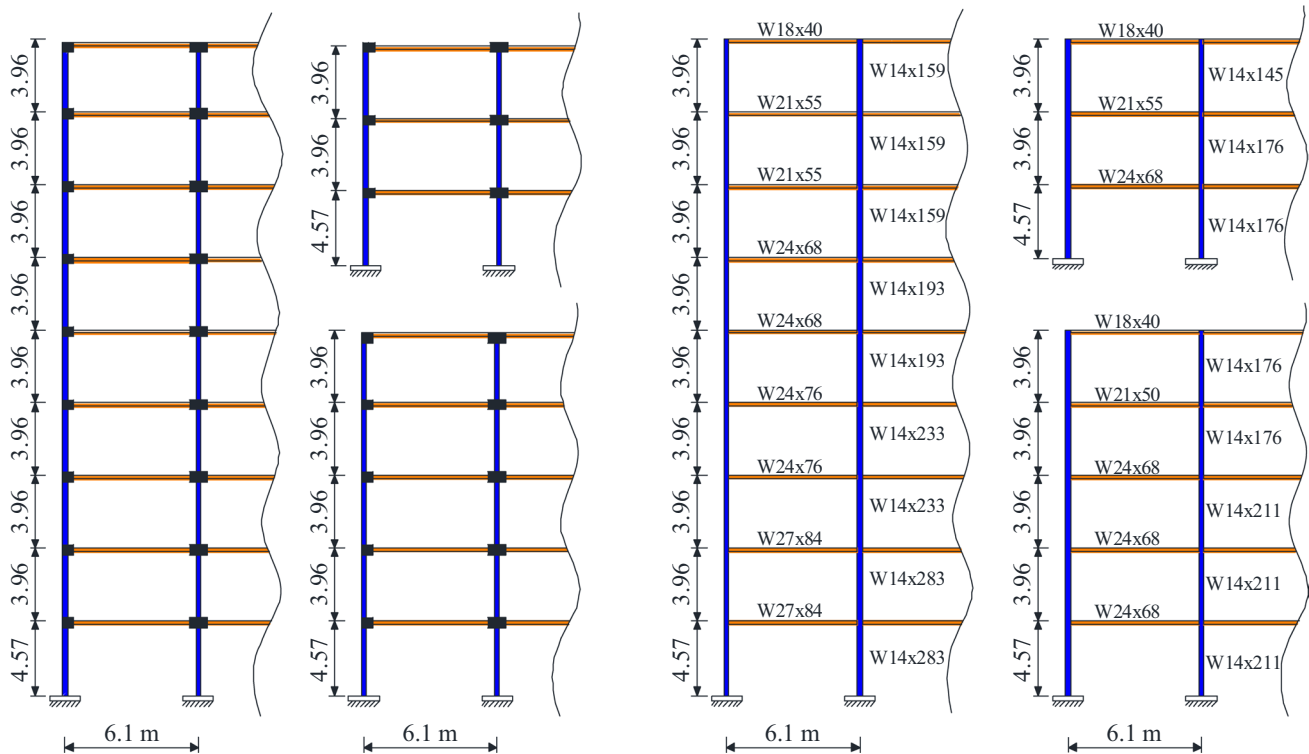 3.96
3.96
3.96
3.96
3.96
3.96
3.96
3.96
4.57
6.1 m
3.96
3.96
4.57
3.96
3.96
3.96
3.96
4.57
6.1 m
W18x40
3.96
W14x159
W21x55
3.96
W14x159
W21x55
3.96
W14x159
W24x68
3.96
W14x193
W24x68
3.96
W14x193
W24x76
3.96
W14x233
W24x76
3.96
W14x233
W27x84
3.96
W14x283
W27x84
4.57
W14x283
6.1 m
W18x40
3.96
W14x145
W21x55
3.96
W14x176
W24x68
4.57
W14x176
W18x40
3.96
W14x176
W21x50
3.96
W14x176
W24x68
3.96
W14x211
W24x68
3.96
W14x211
W24x68
4.57
W14x211
6.1 m